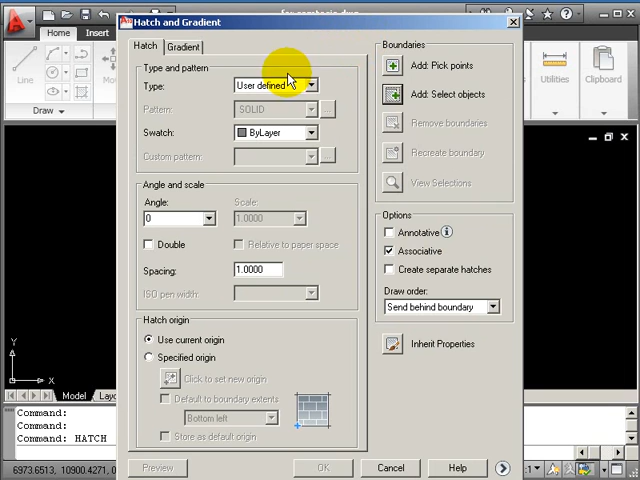 for camtasia.dwg
Hatch and Gradient
Home
Insert
Line
Draw
Utilities
Clipboard
Hatch
Gradient
Type and pattern
Type:
User defined
Pattern:
SOLID
...
Swatch:
ByLayer
Custom pattern:
...
Angle and scale
Angle:
Scale:
0
1.0000
Double
Relative to paper space
Spacing:
1.0000
ISO pen width:
Hatch origin
Use current origin
Specified origin
Click to set new origin
Default to boundary extents
Bottom left
Store as default origin
Boundaries
Add: Pick points
Add: Select objects
Remove boundaries
Recreate boundary
View Selections
Options
Annotative
Associative
Create separate hatches
Draw order:
Send behind boundary
Inherit Properties
Preview
OK
Cancel
Help
Y
X
Model
Layo
Command:
Command:
Command: HATCH
6973.6513, 10900.4271, 0
:1